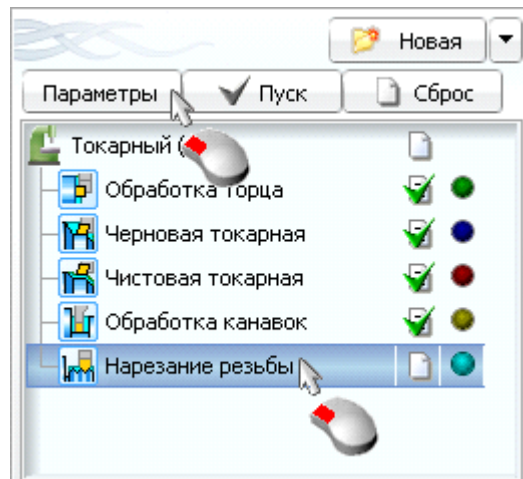 Новая
Параметры Пуск Сброс
Токарный (
Обработка торца
Черновая токарная
Чистовая токарная
Обработка канавок
Нарезание резьбы